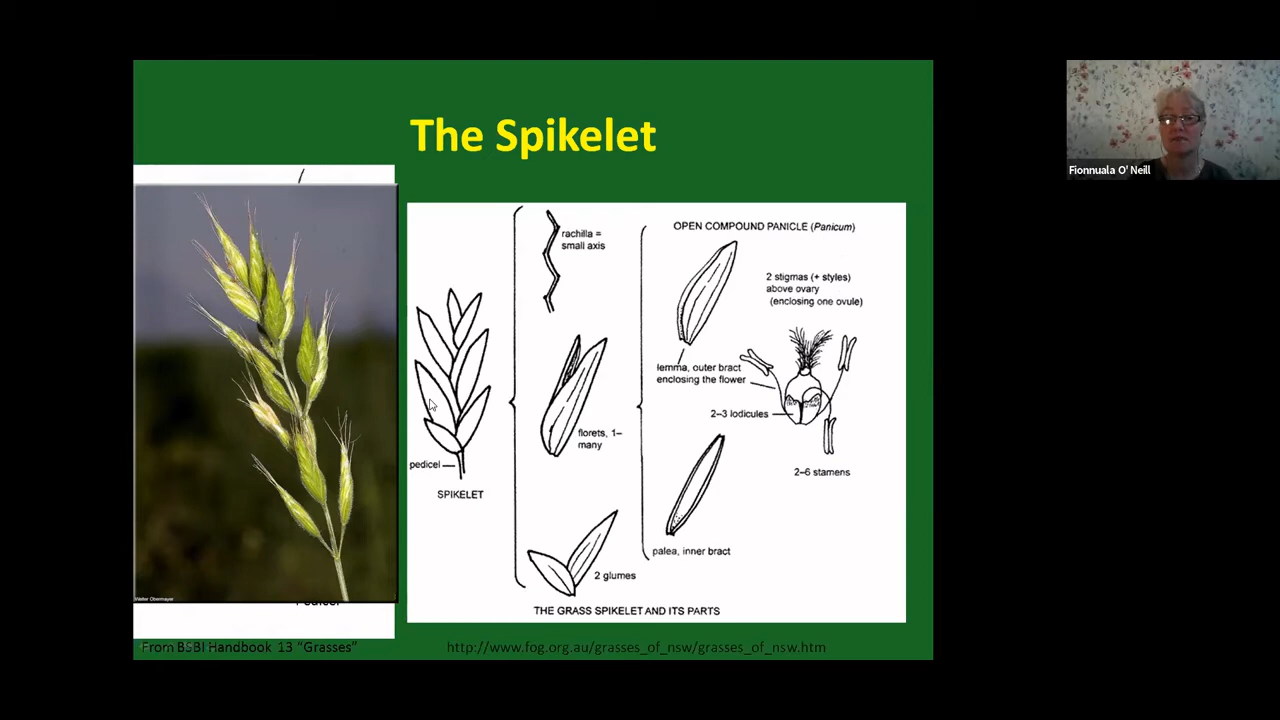 The Spikelet
Fionnuala O' Neill
rachilla =
small axis
OPEN COMPOUND PANICLE (Panicum)
2 stigmas (+ styles)
above ovary
(enclosing one ovule)
lemma, outer bract
enclosing the flower
2–3 lodicules
florets, 1–
many
pedicel
SPIKELET
2–6 stamens
palea, inner bract
2 glumes
THE GRASS SPIKELET AND ITS PARTS
Walter Obermayer
Pedicel
From BSBI Handbook 13 “Grasses”
http://www.fog.org.au/grasses_of_nsw/grasses_of_nsw.htm